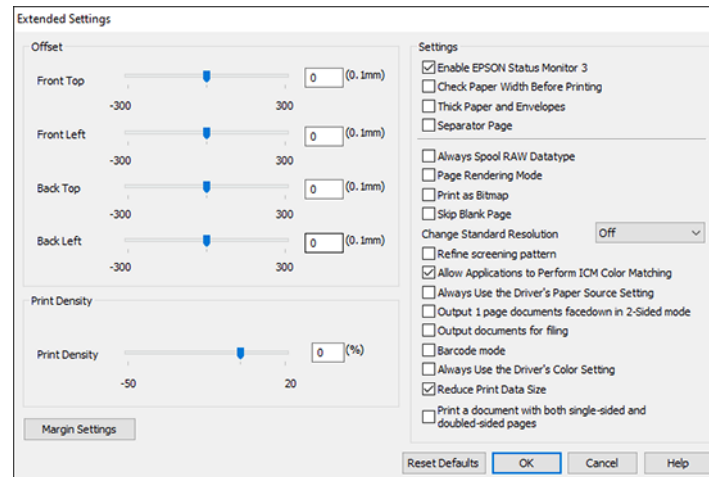 Extended Settings
Offset
Front Top
0
(0.1mm)
-300
300
Front Left
0
(0.1mm)
-300
300
Back Top
0
(0.1mm)
-300
300
Back Left
0
(0.1mm)
-300
300
Print Density
Print Density
0
(%)
-50
20
Margin Settings
Settings
Enable EPSON Status Monitor 3
Check Paper Width Before Printing
Thick Paper and Envelopes
Separator Page
Always Spool RAW Datatype
Page Rendering Mode
Print as Bitmap
Skip Blank Page
Change Standard Resolution
Off
Refine screening pattern
Allow Applications to Perform ICM Color Matching
Always Use the Driver's Paper Source Setting
Output 1 page documents facedown in 2-Sided mode
Output documents for filing
Barcode mode
Always Use the Driver's Color Setting
Reduce Print Data Size
Print a document with both single-sided and
doubled-sided pages
Reset Defaults
OK
Cancel
Help